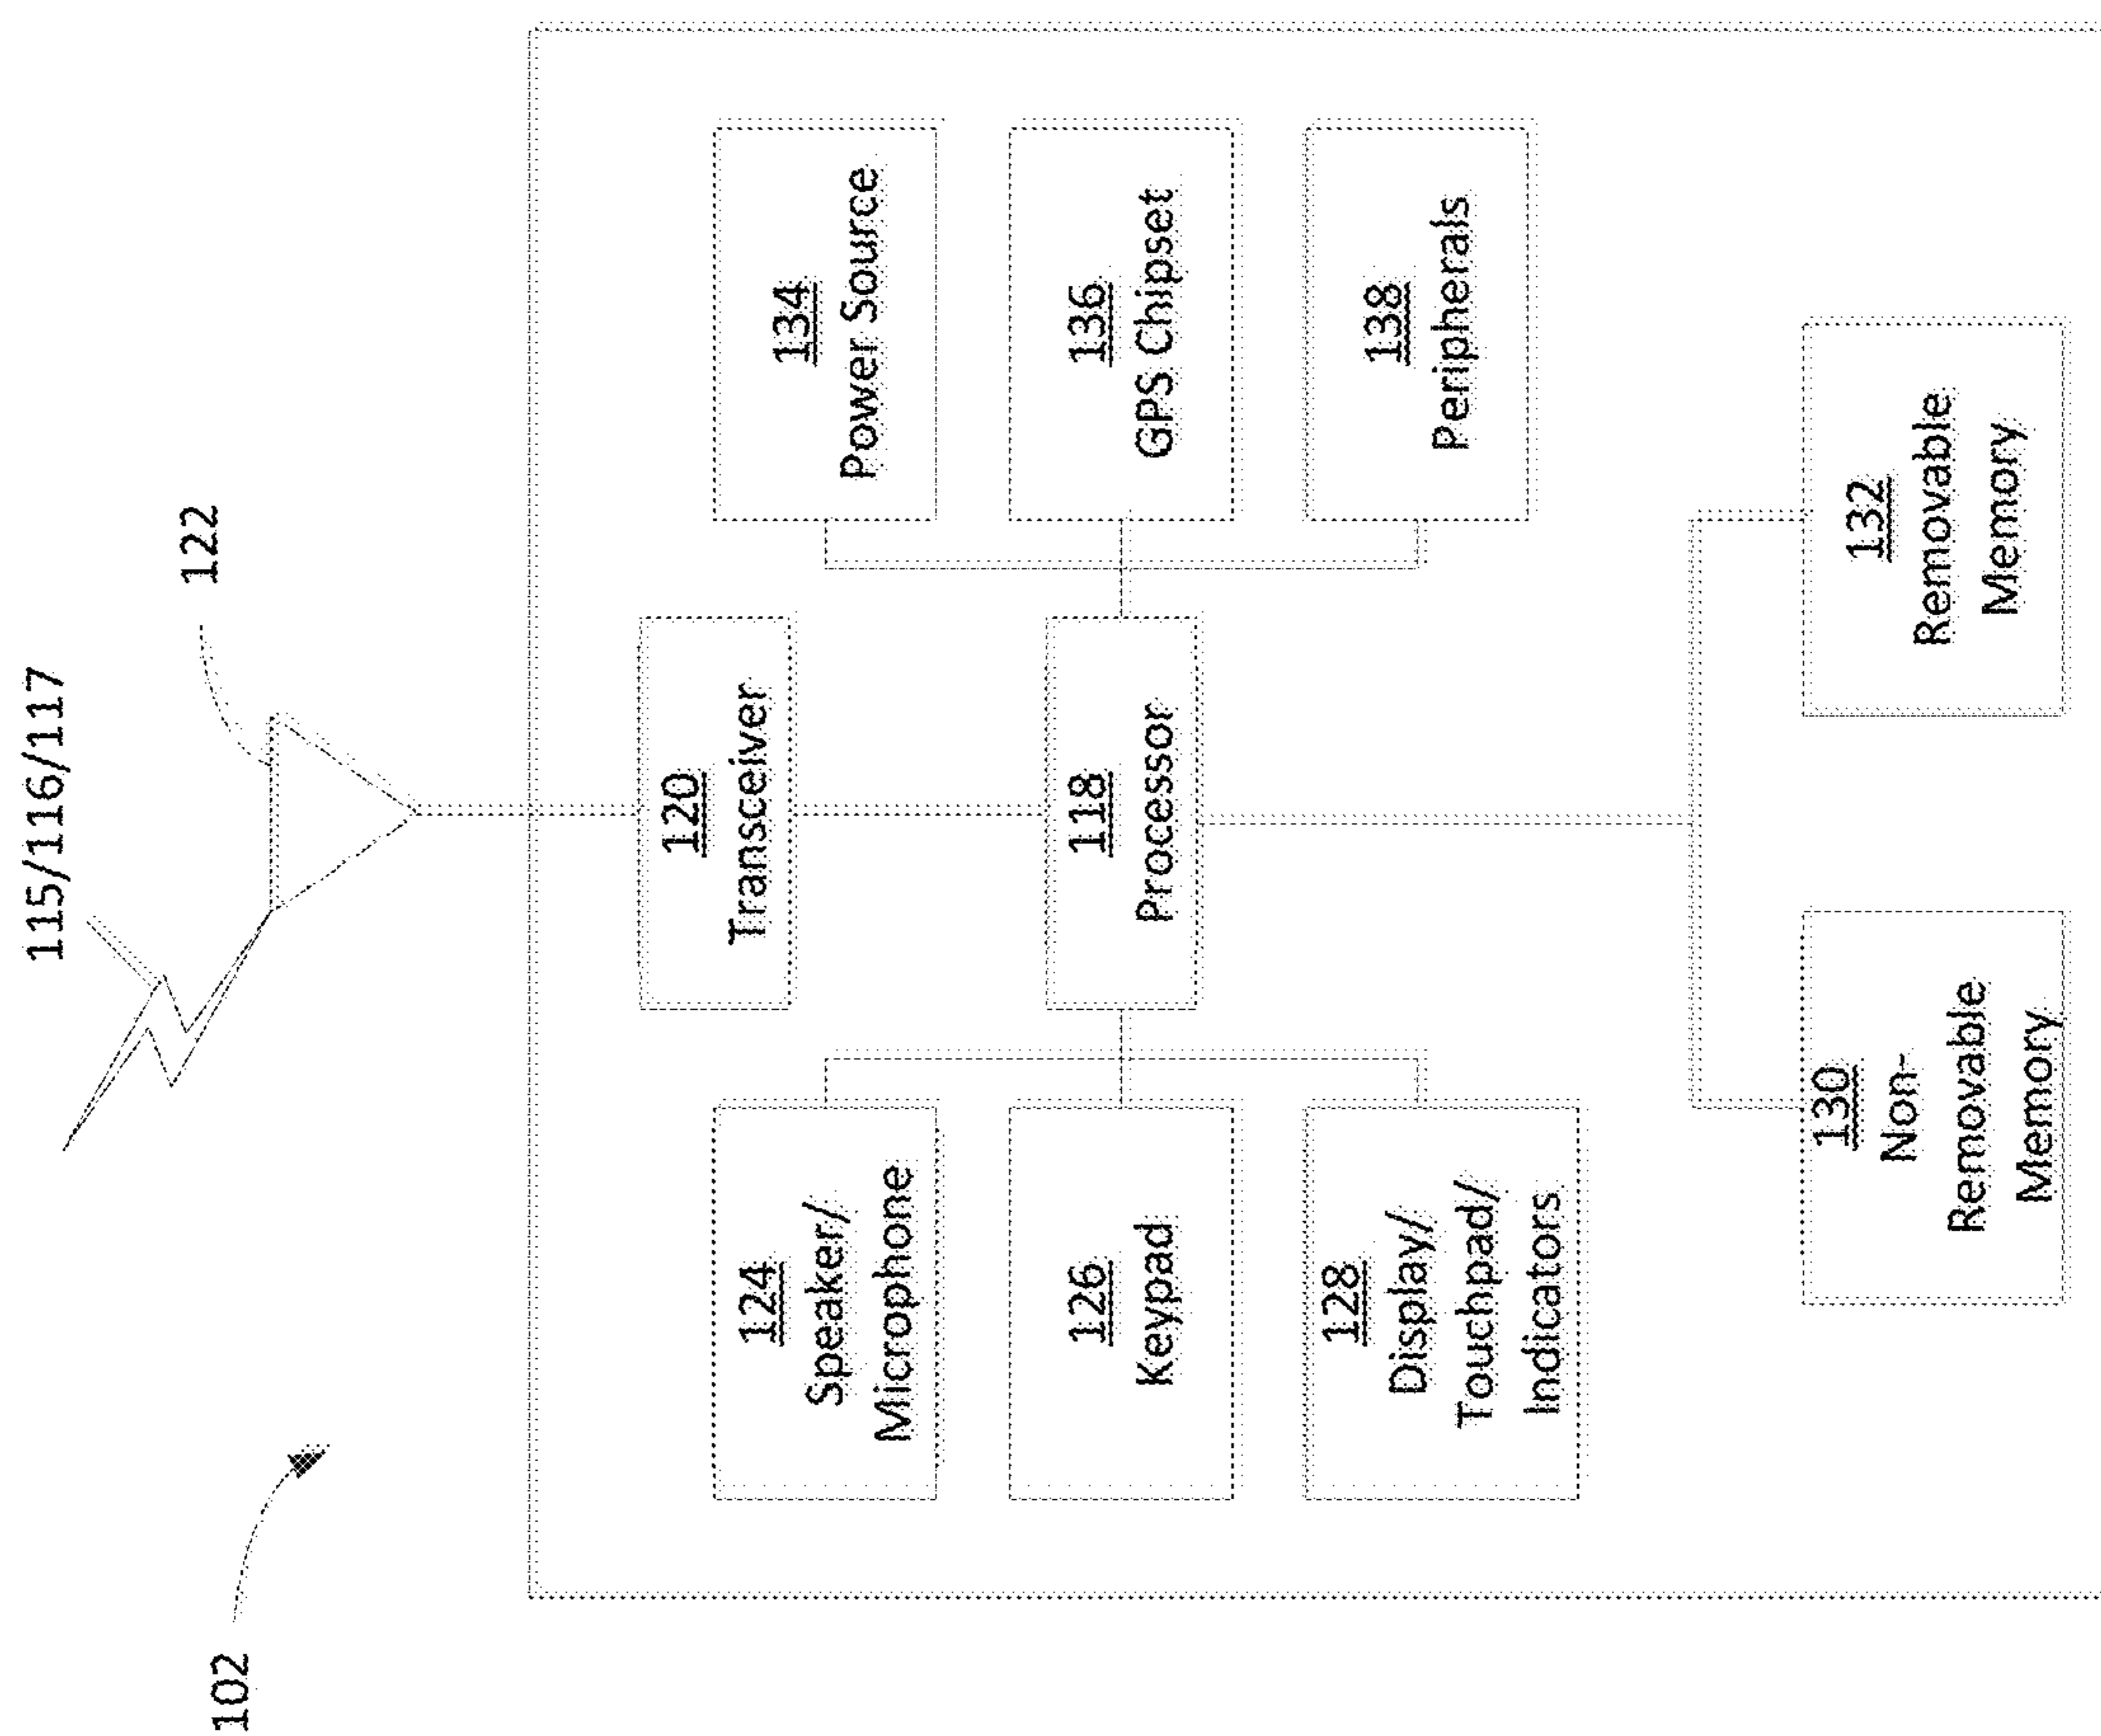 102
115/116/117
122
120
Transceiver
124
Speaker/
Microphone
134
Power Source
126
Keypad
118
Processor
136
GPS Chipset
128
Display/
Touchpad/
Indicators
138
Peripherals
130
Non-
Removable
Memory
132
Removable
Memory